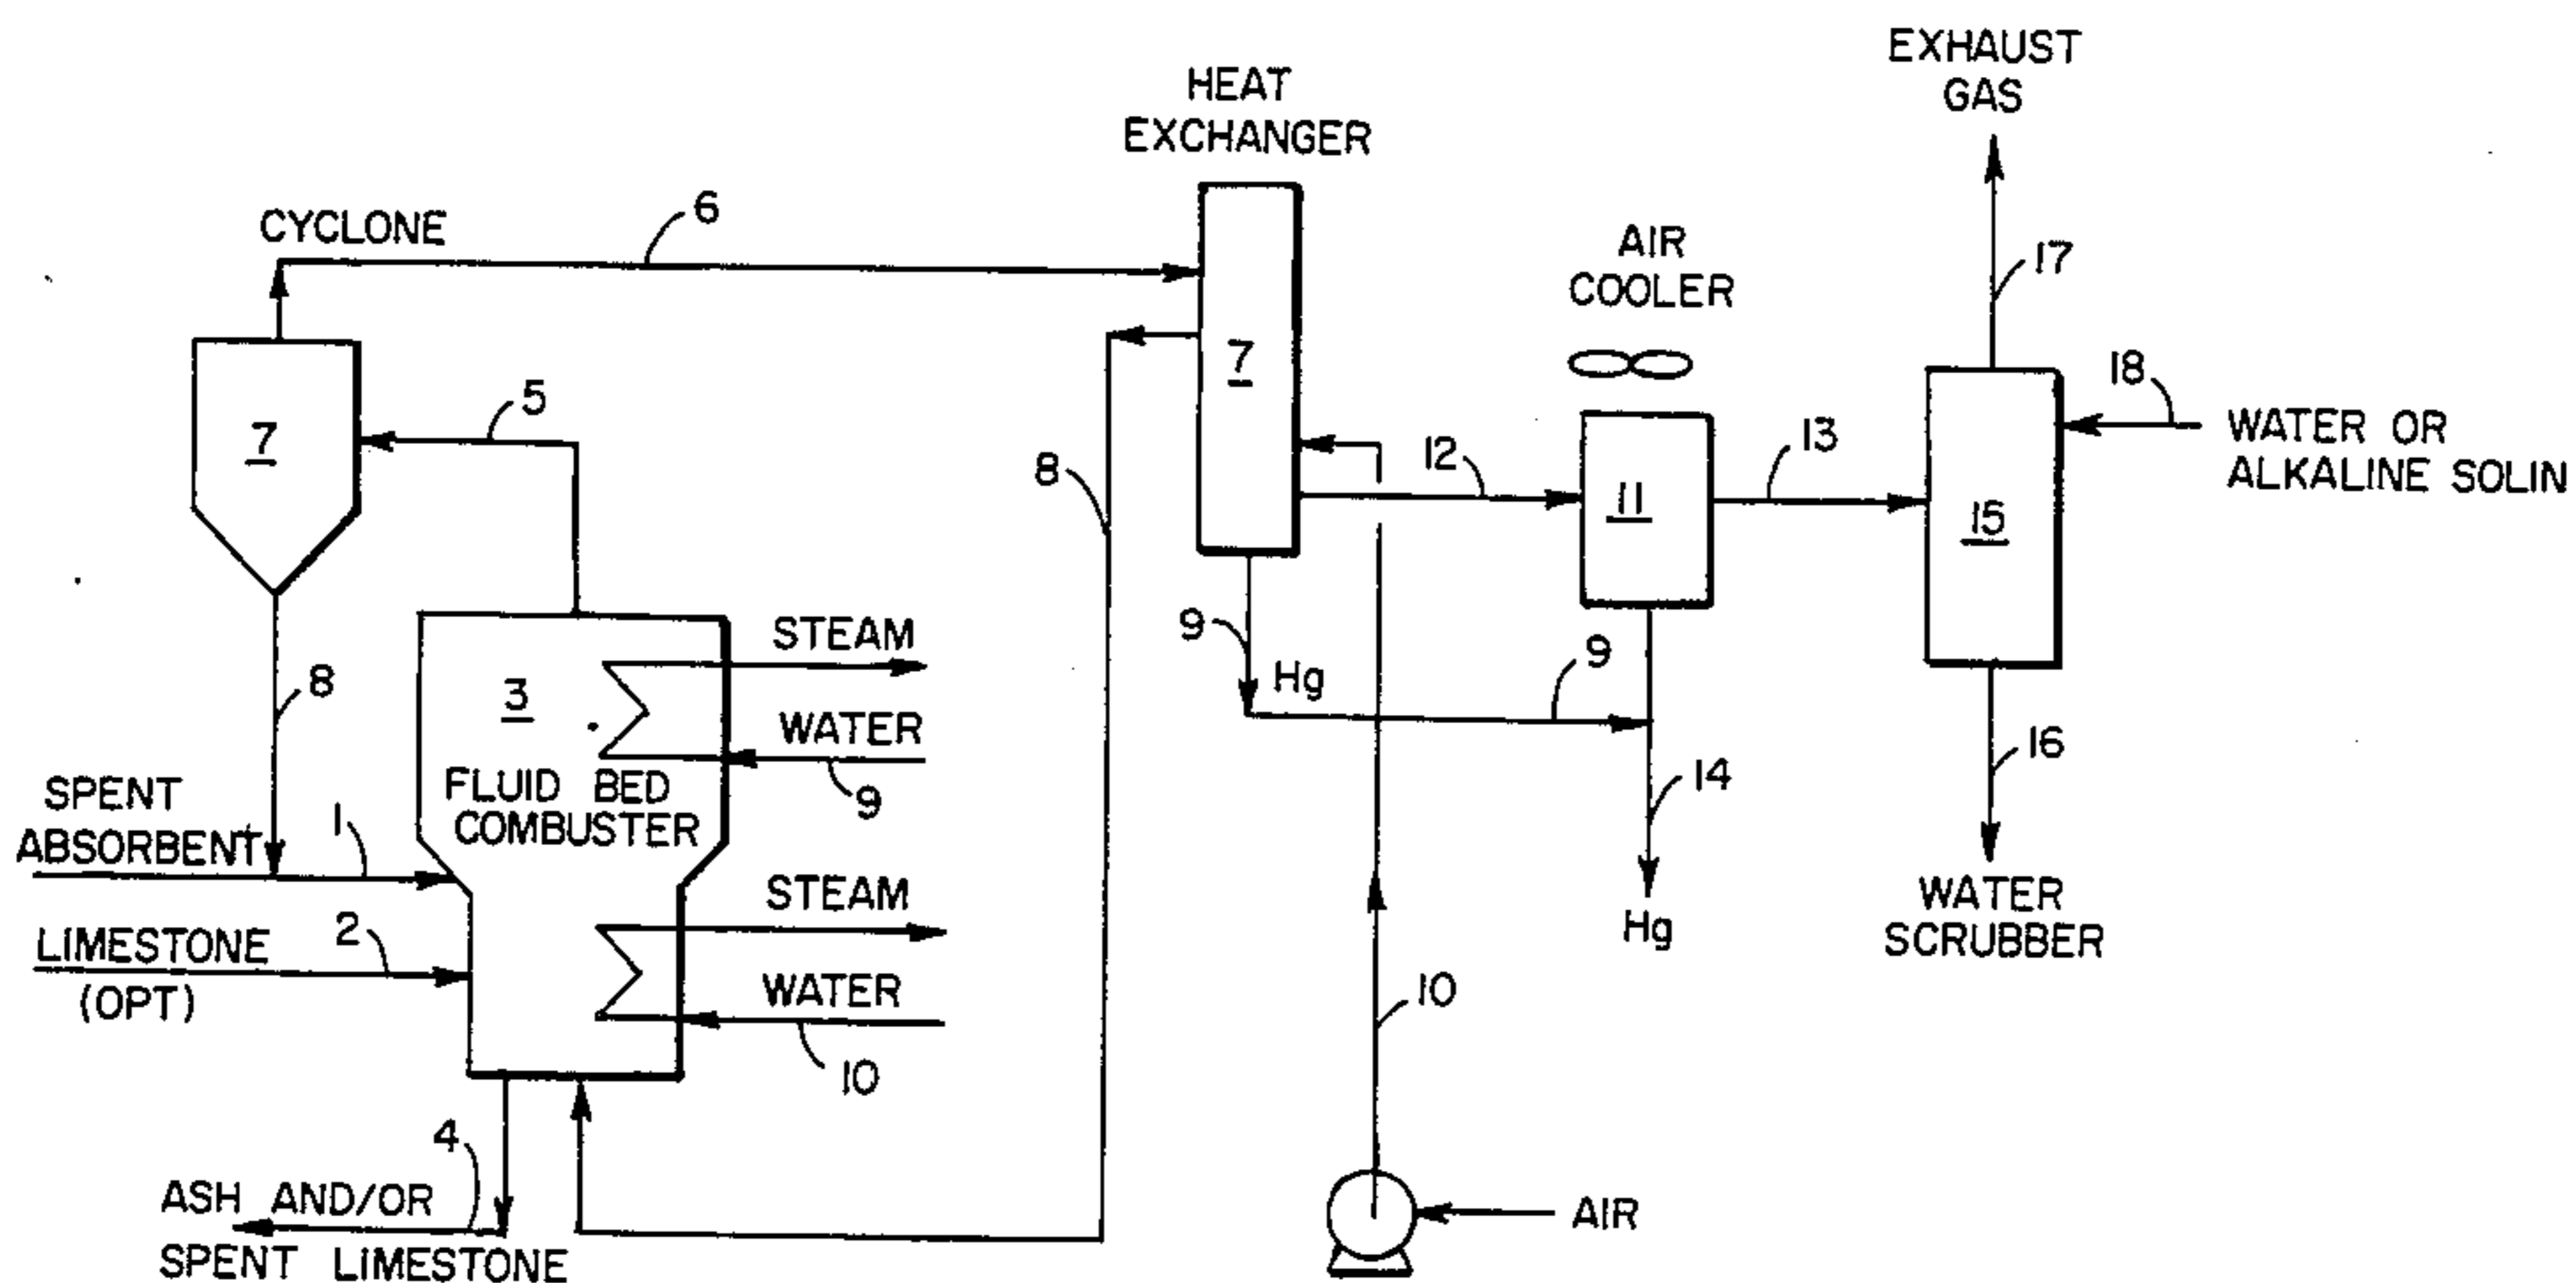 EXHAUST
GAS
HEAT
EXCHANGER
6
CYCLONE
AIR
COOLER
17
7
7
5
18
WATER OR
ALKALINE SOLIN
12
13
8
11
15
9
STEAM
Hg
9
3
8
WATER
16
14
9
FLUID BED
COMBUSTER
SPENT
ABSORBENT
1
STEAM
WATER
SCRUBBER
Hg
LIMESTONE
(OPT)
2
WATER
10
10
4
ASH AND/OR
SPENT LIMESTONE
AIR